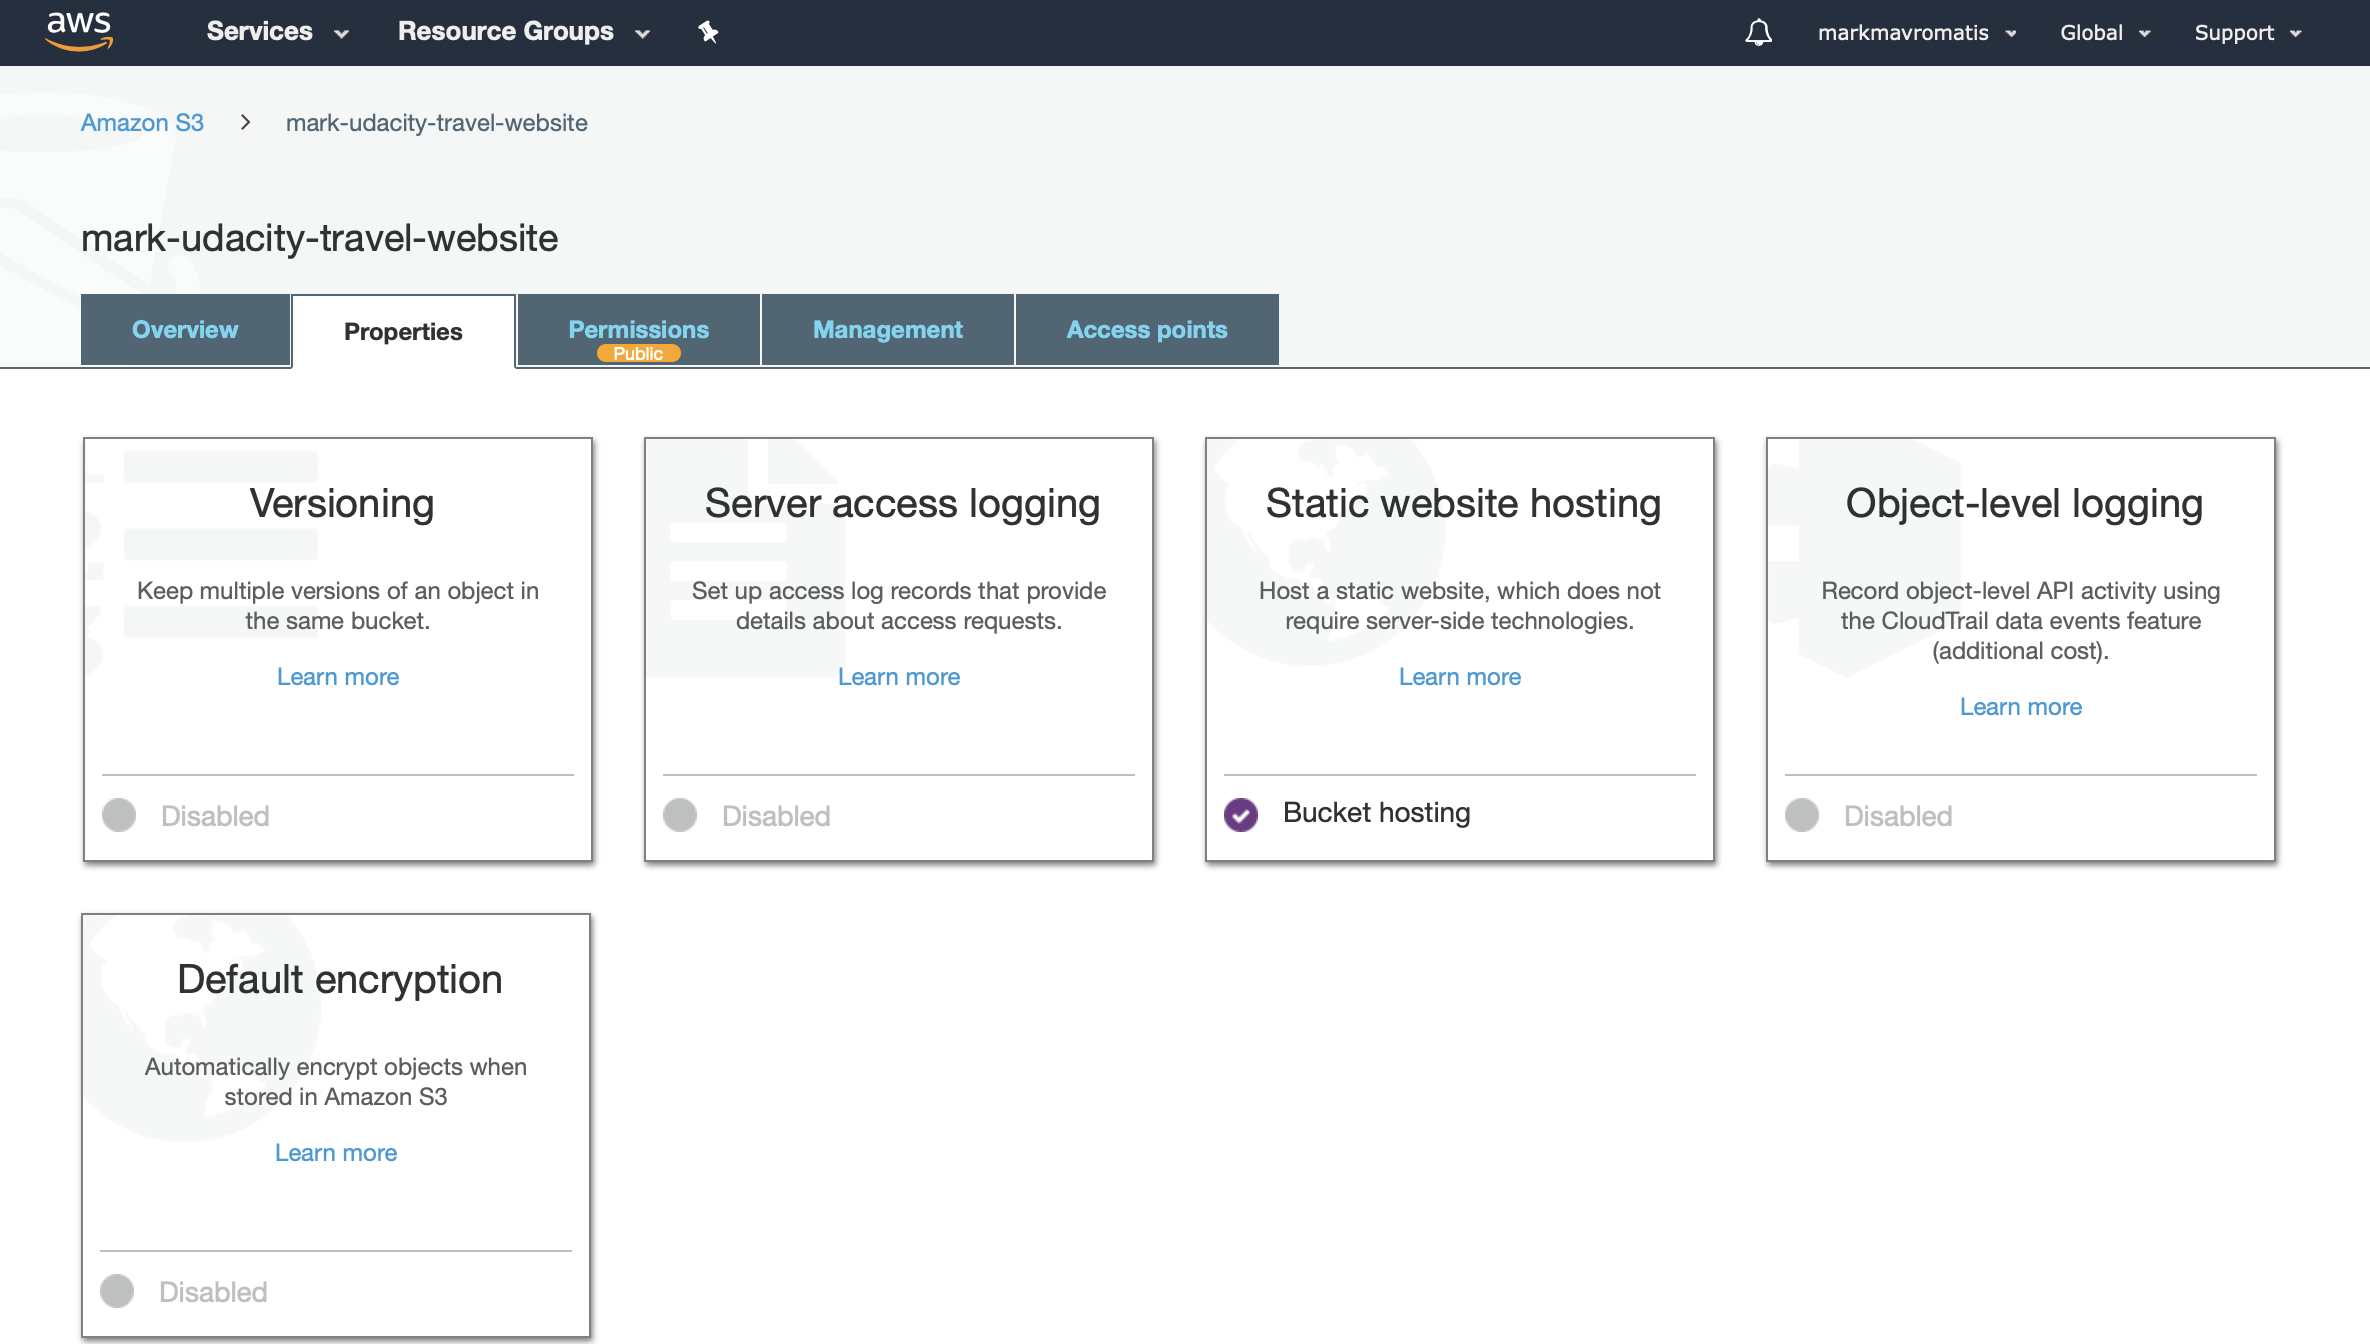 aws
Services
Resource Groups
markmavromatis
Global
Support
Amazon S3
mark-udacity-travel-website
mark-udacity-travel-website
Overview
Properties
Permissions
Public
Management
Access points
Versioning
Keep multiple versions of an object in
the same bucket.
Learn more
Disabled
Server access logging
Set up access log records that provide
details about access requests.
Learn more
Disabled
Static website hosting
Host a static website, which does not
require server-side technologies.
Learn more
Bucket hosting
Object-level logging
Record object-level API activity using
the CloudTrail data events feature
(additional cost).
Learn more
Disabled
Default encryption
Automatically encrypt objects when
stored in Amazon S3
Learn more
Disabled